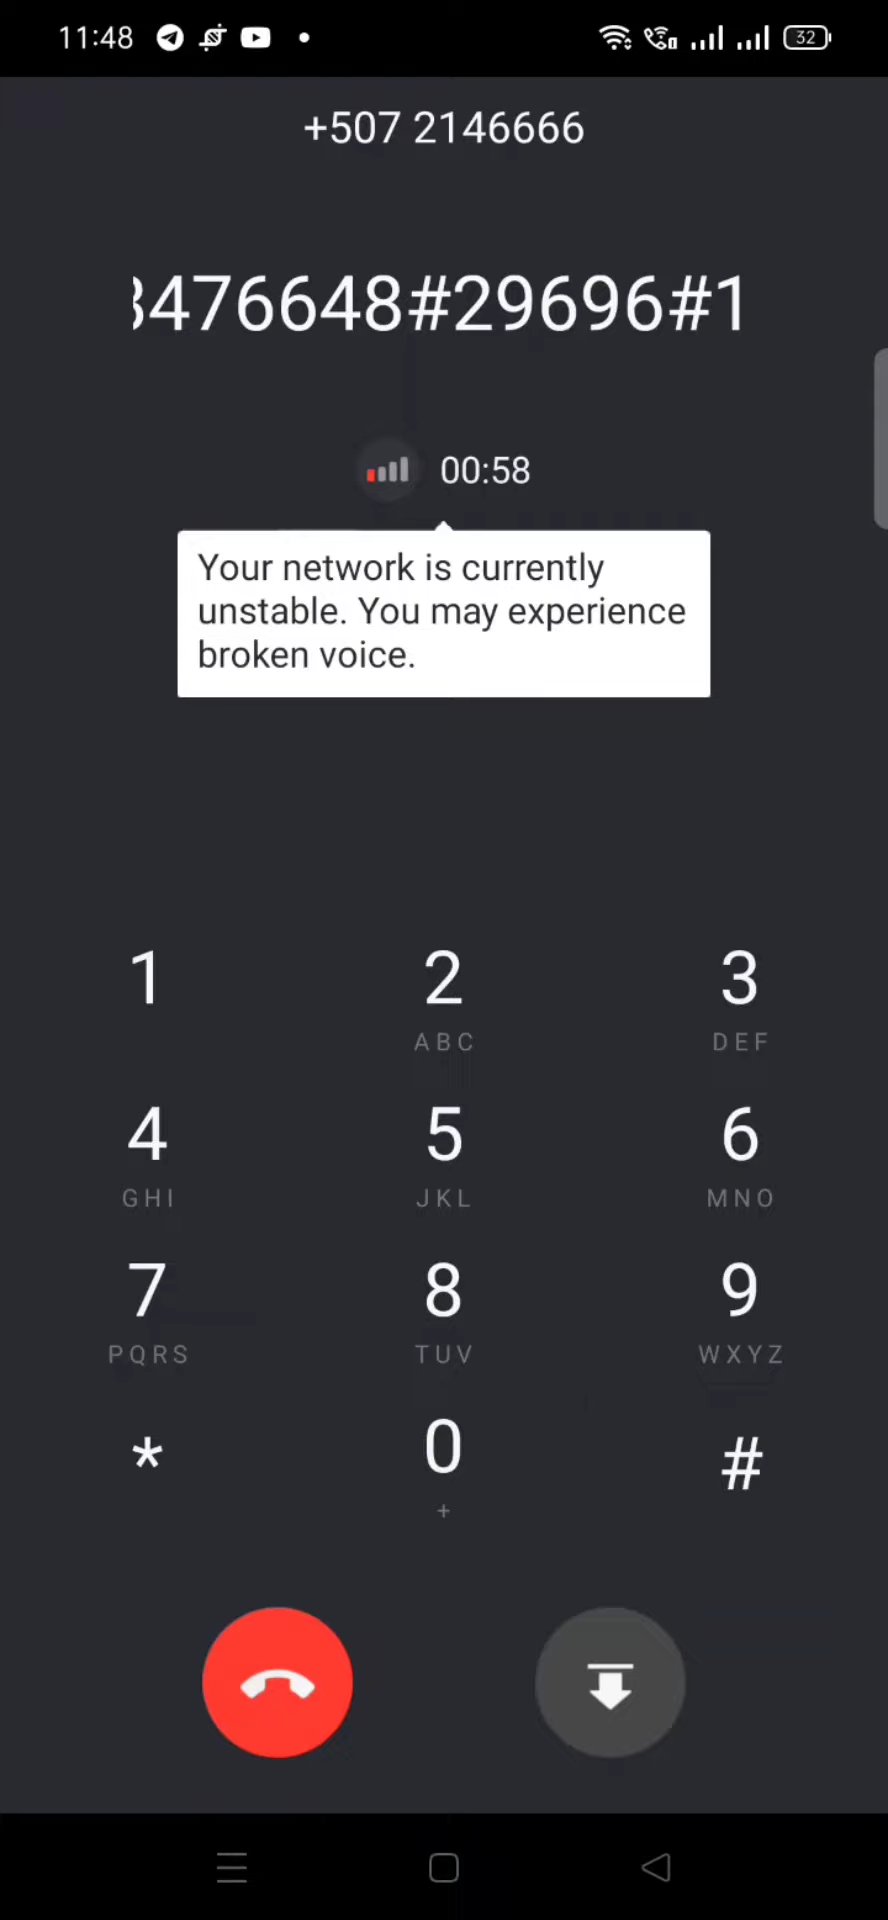 11:48
32
+507 2146666
3476648#29696#1
00:58
Your network is currently
unstable. You may experience
broken voice.
1 2 3
ABC DEF
4 5 6
GHI JKL MNO
7 8 9
PQRS TUV WXYZ
* 0 #
+